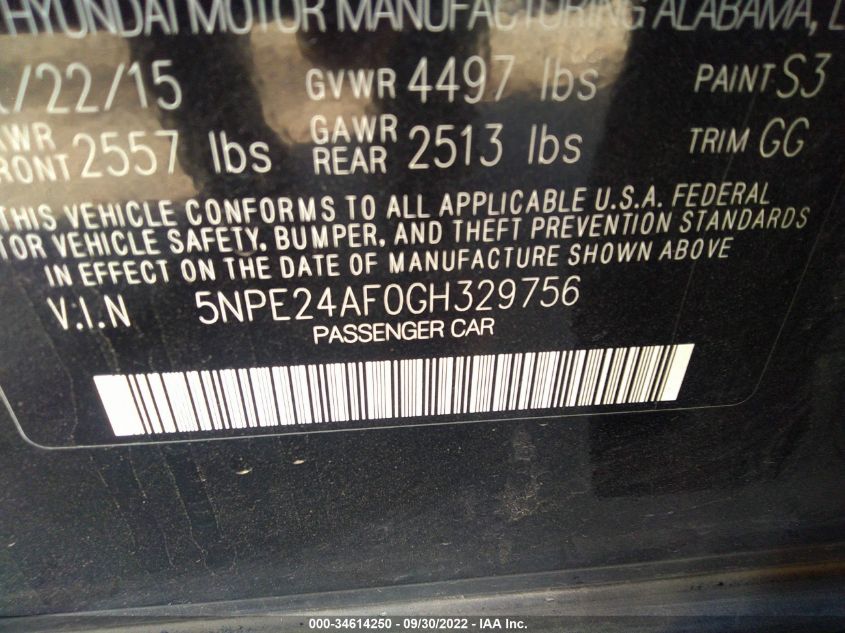 HYUNDAI MOTOR MANUFACTURING ALABAMA, L
/22/15 GVWR 4497 lbs PAINT S3
WR FRONT 2557 lbs GAWR REAR 2513 lbs TRIM GG
THIS VEHICLE CONFORMS TO ALL APPLICABLE U.S.A. FEDERAL
TOR VEHICLE SAFETY, BUMPER, AND THEFT PREVENTION STANDARDS
IN EFFECT ON THE DATE OF MANUFACTURE SHOWN ABOVE
V.I.N 5NPE24AF0GH329756
PASSENGER CAR
000-34614250 - 09/30/2022 - IAA Inc.